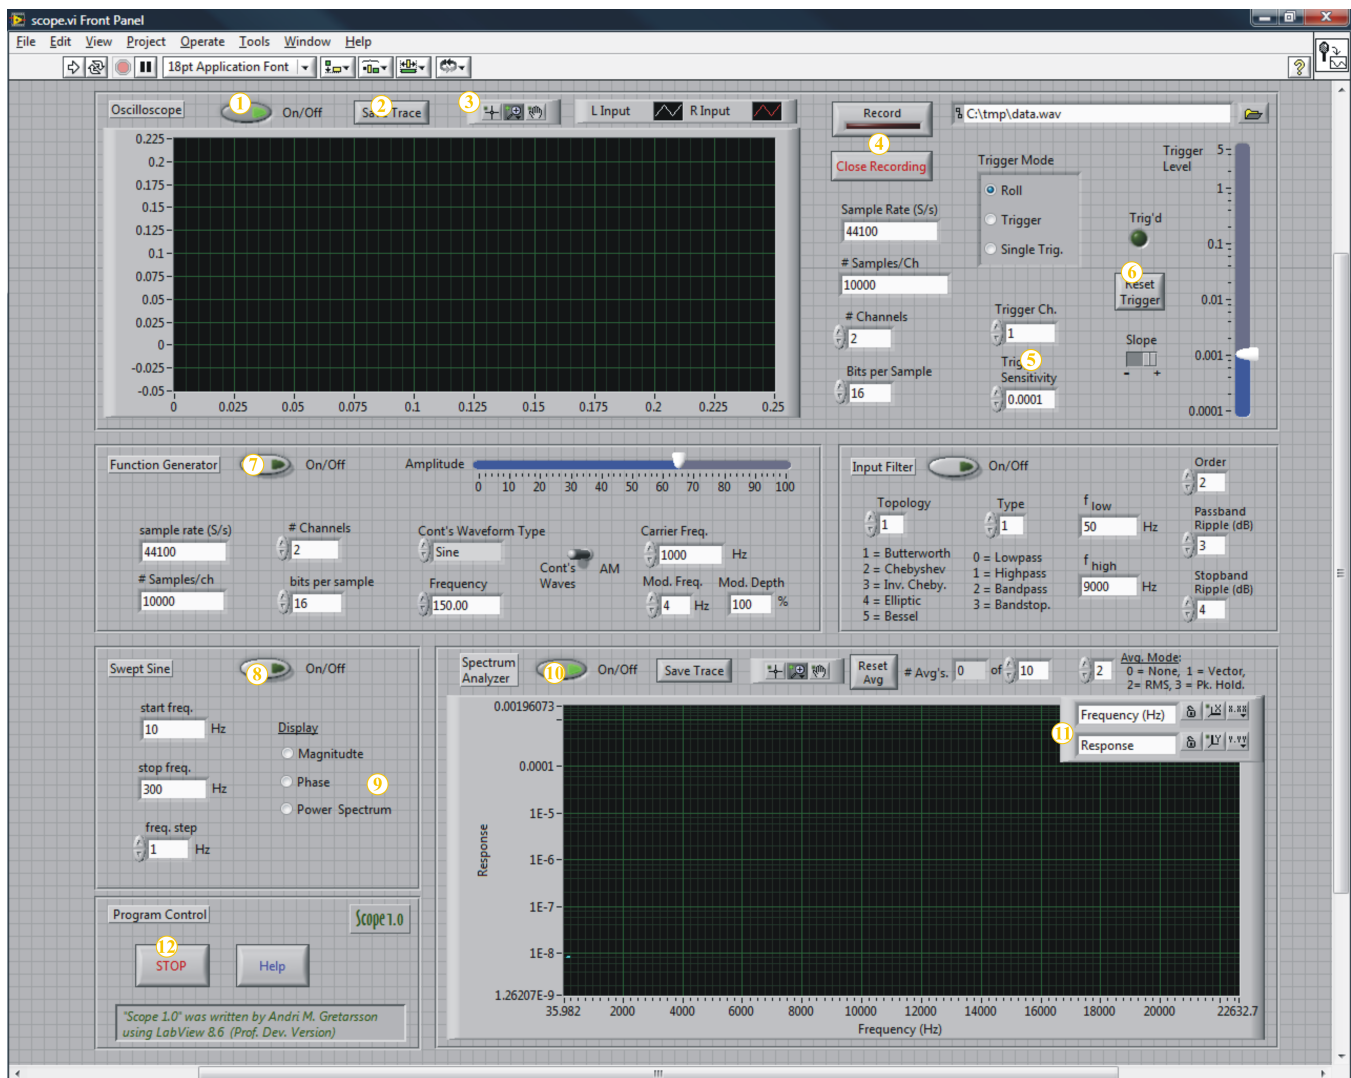 scope.vi Front Panel
File Edit View Project Operate Tools Window Help
18pt Application Font
Oscilloscope
1
On/Off
2
Save Trace
3
L Input
R Input
Record
C:\tmp\data.wav
4
Close Recording
0.225
0.2
0.175
0.15
0.125
0.1
0.075
0.05
0.025
0
-0.025
-0.05
0 0.025 0.05 0.075 0.1 0.125 0.15 0.175 0.2 0.225 0.25
Sample Rate (S/s)
44100
# Samples/Ch
10000
# Channels
2
Bits per Sample
16
Trigger Mode
Roll
Trigger
Single Trig.
Trigger Ch.
1
5
Sensitivity
0.0001
Trig'd
6
Reset
Trigger
Slope
- +
Trigger
Level
5
1
0.1
0.01
0.001
0.0001
Function Generator
7
On/Off
Amplitude
0 10 20 30 40 50 60 70 80 90 100
sample rate (S/s)
44100
# Samples/ch
10000
# Channels
2
bits per sample
16
Cont's Waveform Type
Sine
Frequency
150.00
Cont's
Waves
AM
Carrier Freq.
1000 Hz
Mod. Freq.
4 Hz
Mod. Depth
100 %
Input Filter
On/Off
Topology
1
1 = Butterworth
2 = Chebyshev
3 = Inv. Cheby.
4 = Elliptic
5 = Bessel
Type
1
0 = Lowpass
1 = Highpass
2 = Bandpass
3 = Bandstop.
f low
50 Hz
f high
9000 Hz
Order
2
Passband
Ripple (dB)
3
Stopband
Ripple (dB)
4
Swept Sine
8
On/Off
start freq.
10 Hz
stop freq.
300 Hz
freq. step
1 Hz
Display
Magnitudte
Phase
9
Power Spectrum
Spectrum
Analyzer
10
On/Off
Save Trace
Reset
Avg
# Avg's. 0 of 10
2
Avg. Mode:
0 = None, 1 = Vector,
2= RMS, 3 = Pk. Hold.
Frequency (Hz)
X.XX
11
Response
Y.YY
0.00196073
0.0001
1E-5
1E-6
1E-7
1E-8
1.26207E-9
Response
35.982 2000 4000 6000 8000 10000 12000 14000 16000 18000 20000 22632.7
Frequency (Hz)
Program Control
Scope 1.0
12
STOP
Help
"Scope 1.0" was written by Andri M. Gretarsson
using LabView 8.6 (Prof. Dev. Version)